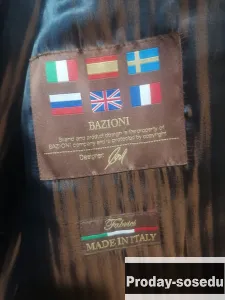 BAZIONI
Brand and product design is the property of
BAZIONI company and is protected by copyright
Designer
MADE IN ITALY
Proday-sosedu